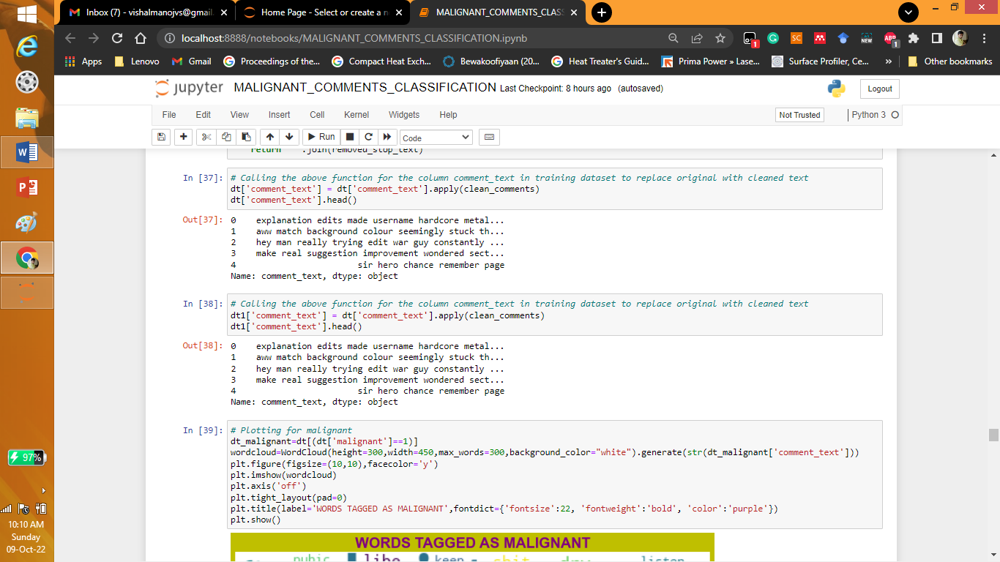 Inbox (7) - vishalmanojvs@gmail.
Home Page - Select or create a n
MALIGNANT_COMMENTS_CLASS
localhost:8888/notebooks/MALIGNANT_COMMENTS_CLASSIFICATION.ipynb
1
G
SC
NEW
ABP
1
Apps
Lenovo
Gmail
Proceedings of the...
Compact Heat Exch...
Bewakoofiyaan (20...
Heat Treater's Guid...
Prima Power » Lase...
Surface Profiler, Ce...
»
Other bookmarks
jupyter MALIGNANT_COMMENTS_CLASSIFICATION Last Checkpoint: 8 hours ago (autosaved)
Logout
File Edit View Insert Cell Kernel Widgets Help
Not Trusted
Python 3
Run
Code
return .join(removed_stop_text)
In [37]: # Calling the above function for the column comment_text in training dataset to replace original with cleaned text
dt['comment_text'] = dt['comment_text'].apply(clean_comments)
dt['comment_text'].head()
Out[37]: 0 explanation edits made username hardcore metal...
1 aww match background colour seemingly stuck th...
2 hey man really trying edit war guy constantly ...
3 make real suggestion improvement wondered sect...
4 sir hero chance remember page
Name: comment_text, dtype: object
In [38]: # Calling the above function for the column comment_text in training dataset to replace original with cleaned text
dt1['comment_text'] = dt['comment_text'].apply(clean_comments)
dt1['comment_text'].head()
Out[38]: 0 explanation edits made username hardcore metal...
1 aww match background colour seemingly stuck th...
2 hey man really trying edit war guy constantly ...
3 make real suggestion improvement wondered sect...
4 sir hero chance remember page
Name: comment_text, dtype: object
In [39]: # Plotting for malignant
dt_malignant=dt[(dt['malignant']==1)]
wordcloud=WordCloud(height=300,width=450,max_words=300,background_color="white").generate(str(dt_malignant['comment_text']))
plt.figure(figsize=(10,10),facecolor='y')
plt.imshow(wordcloud)
plt.axis('off')
plt.tight_layout(pad=0)
plt.title(label='WORDS TAGGED AS MALIGNANT',fontdict={'fontsize':22, 'fontweight':'bold', 'color':'purple'})
plt.show()
WORDS TAGGED AS MALIGNANT
97%
10:10 AM
Sunday
09-Oct-22